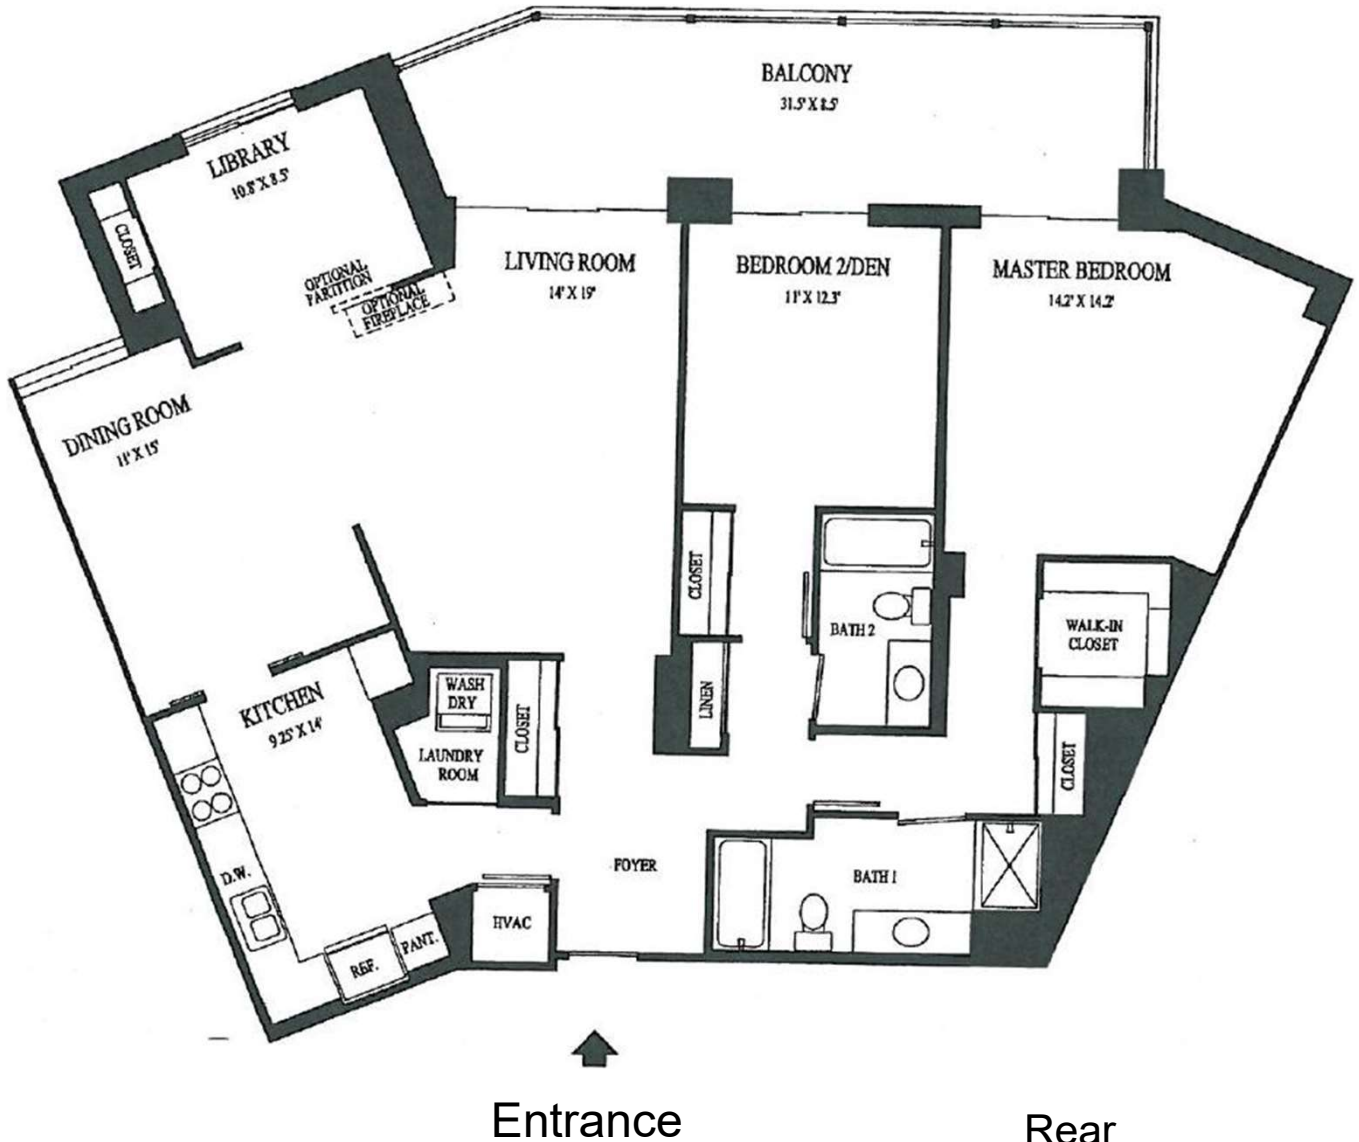 BALCONY
31.5' X 8.5'
LIBRARY
10.8' X 8.5'
CLOSET
OPTIONAL
PARTITION
OPTIONAL
FIREPLACE
LIVING ROOM
14' X 19'
BEDROOM 2/DEN
11' X 12.3'
MASTER BEDROOM
14.2' X 14.2'
DINING ROOM
11' X 15'
CLOSET
BATH 2
WALK-IN
CLOSET
LINEN
KITCHEN
9.25' X 14'
WASH
DRY
CLOSET
LAUNDRY
ROOM
CLOSET
D.W.
FOYER
BATH 1
HVAC
PANT.
REF.
Entrance
Rear